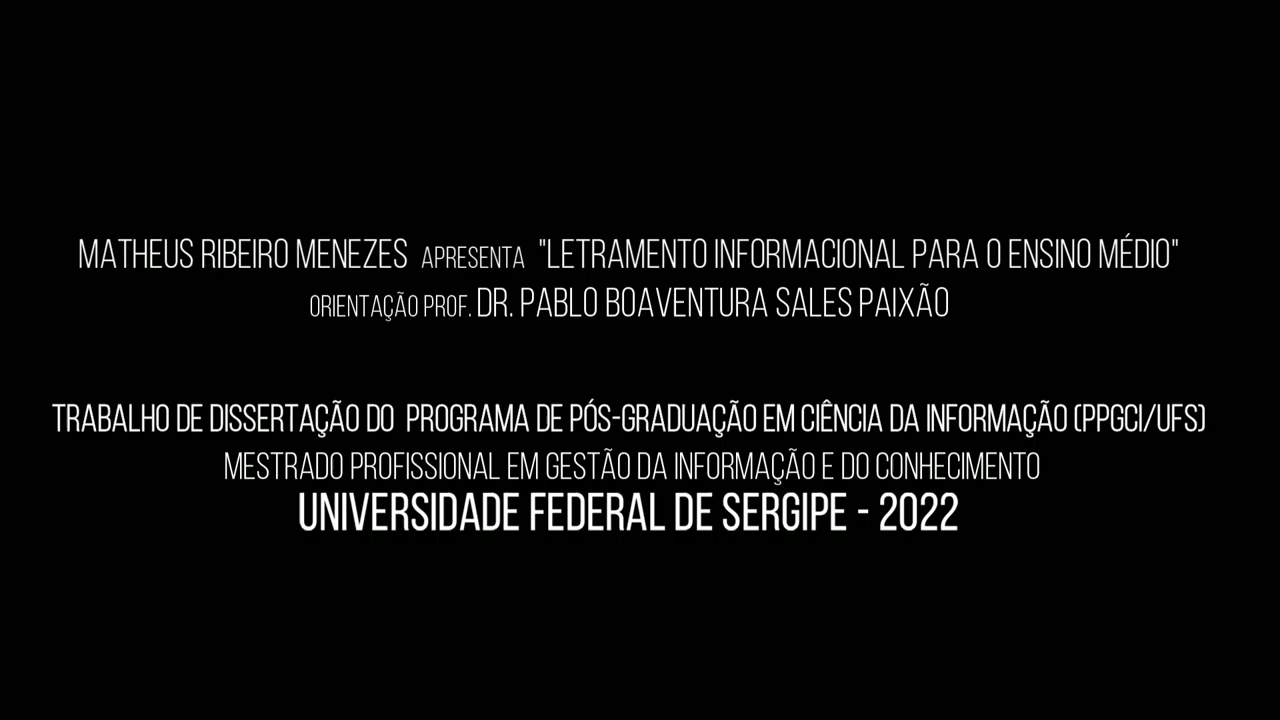 MATHEUS RIBEIRO MENEZES APRESENTA "LETRAMENTO INFORMACIONAL PARA O ENSINO MÉDIO"
ORIENTAÇÃO PROF. DR. PABLO BOAVENTURA SALES PAIXÃO
TRABALHO DE DISSERTAÇÃO DO PROGRAMA DE PÓS-GRADUAÇÃO EM CIÊNCIA DA INFORMAÇÃO (PPGCI/UFS)
MESTRADO PROFISSIONAL EM GESTÃO DA INFORMAÇÃO E DO CONHECIMENTO
UNIVERSIDADE FEDERAL DE SERGIPE - 2022